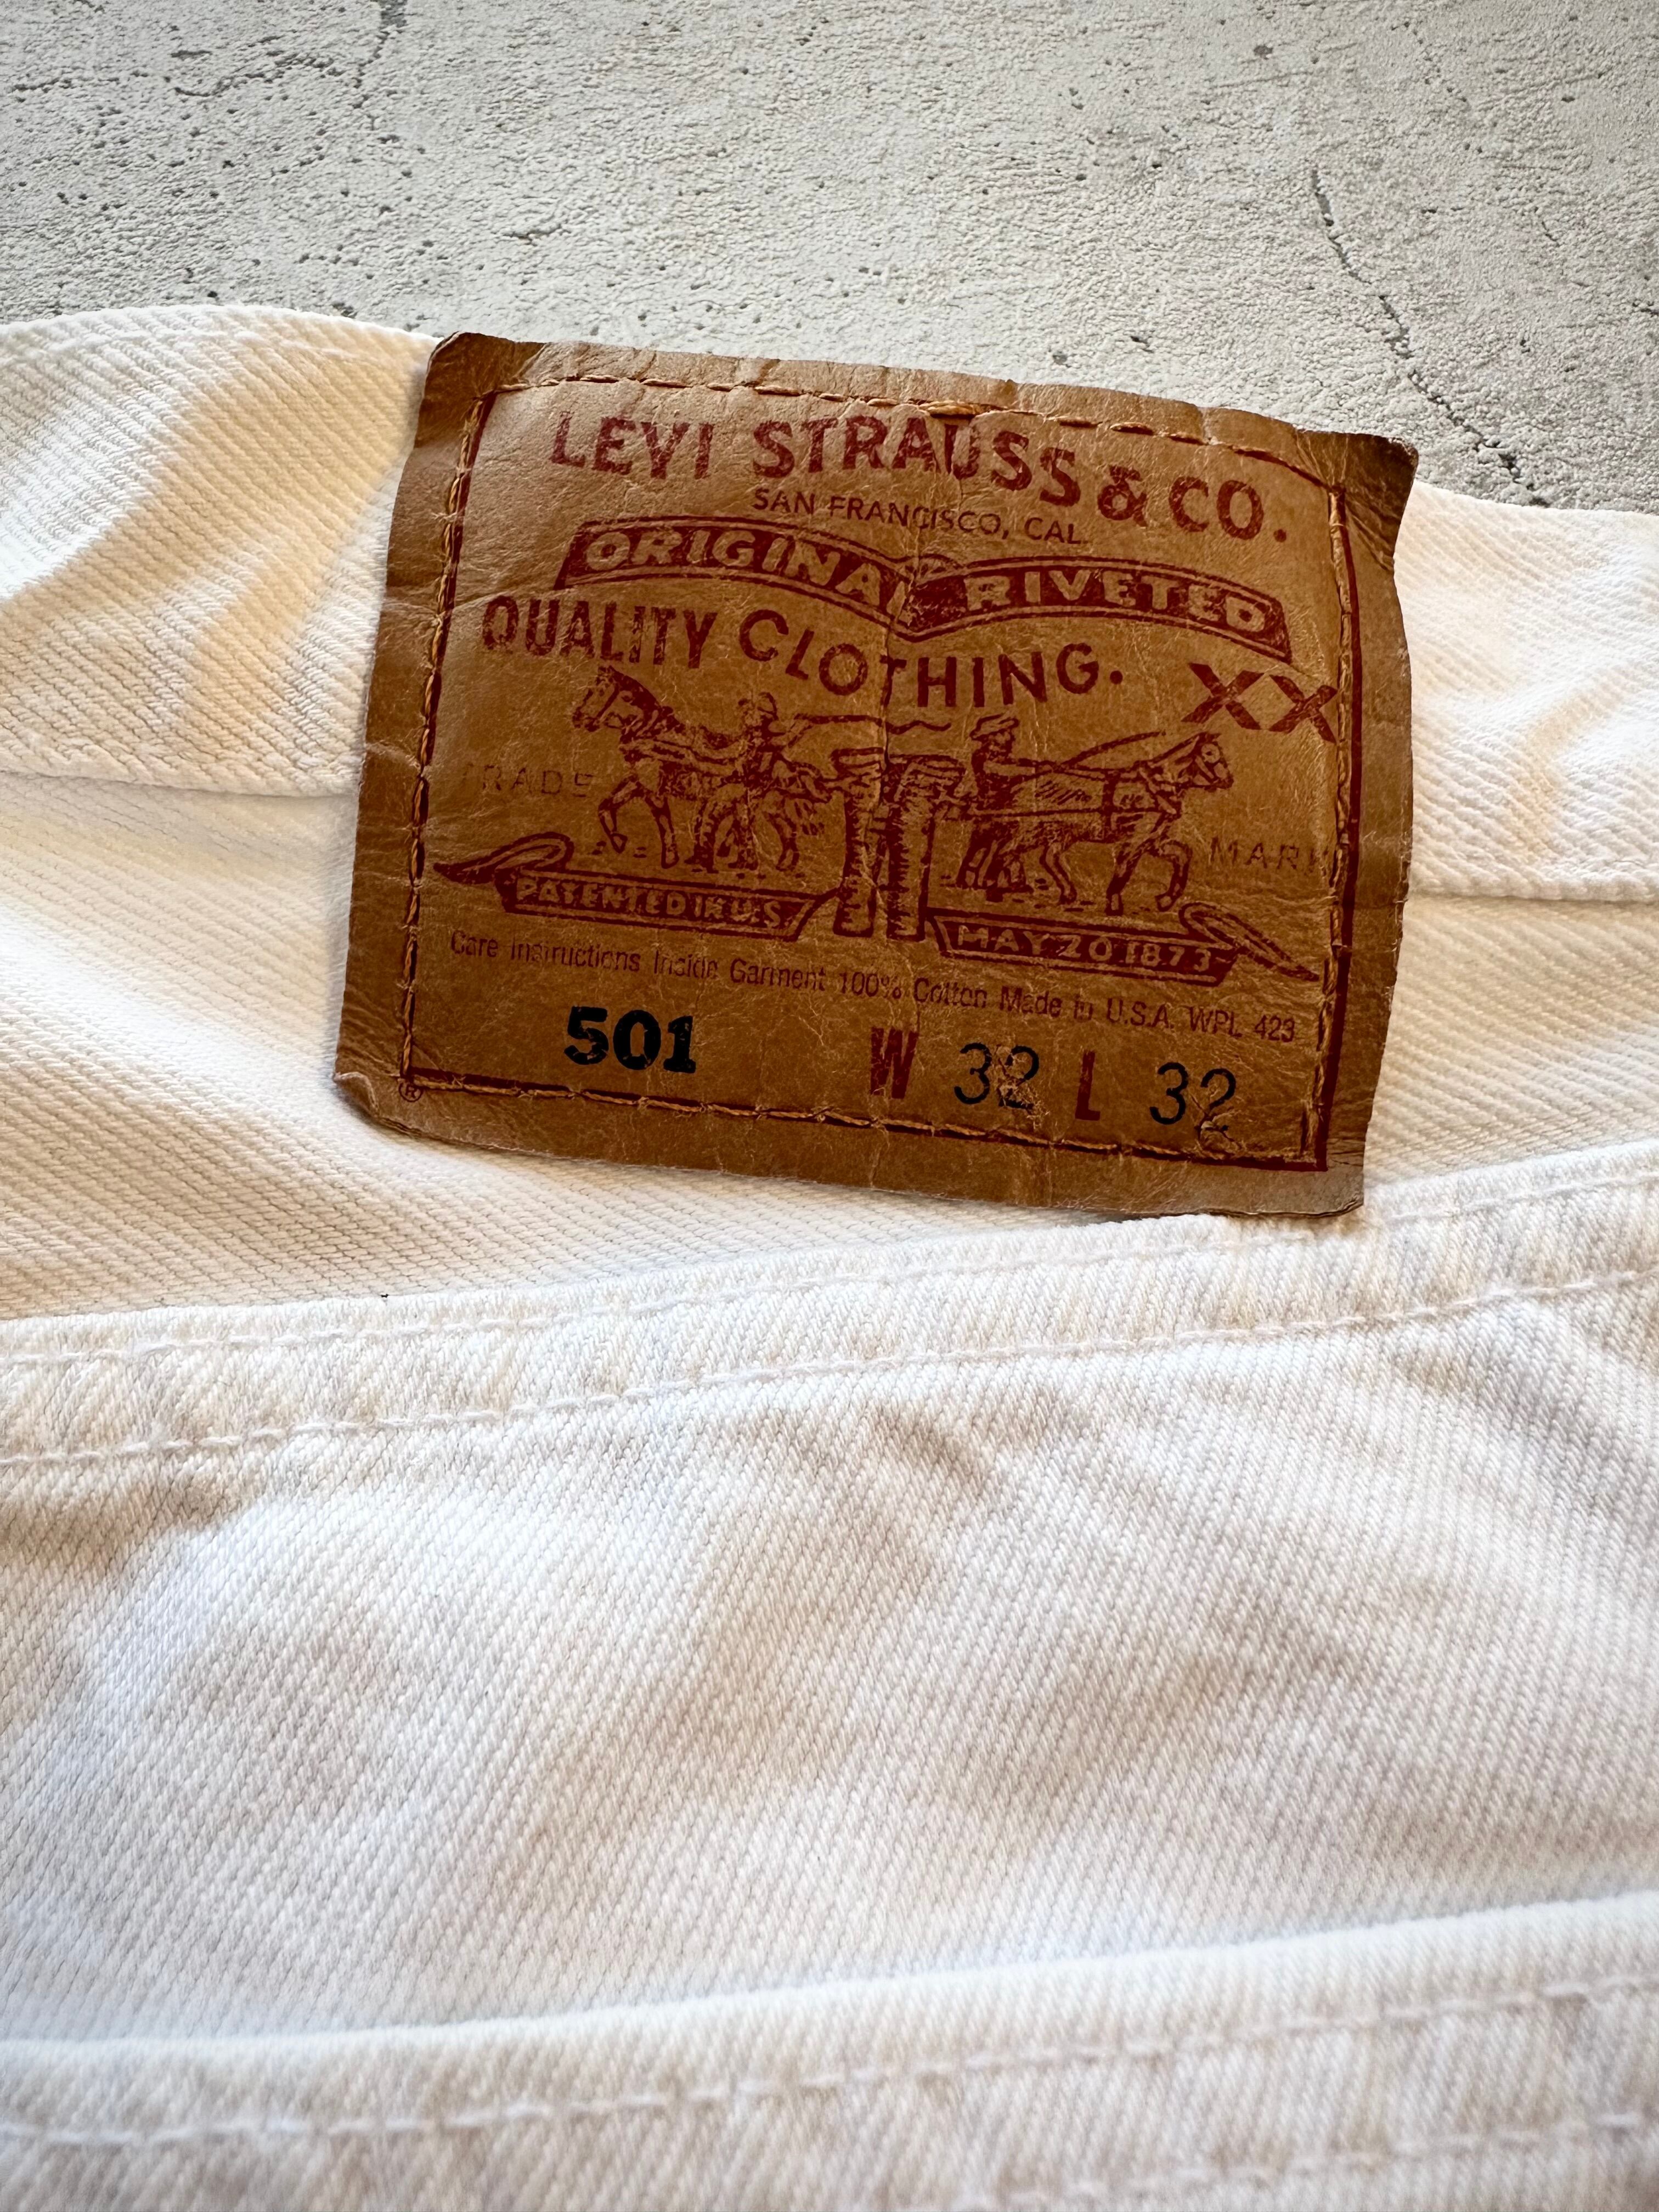 LEVI STRAUSS & CO.
SAN FRANCISCO, CAL.
ORIGINAL RIVETED
QUALITY CLOTHING.
XX
TRADE MARK
PATENTED IN U.S. MAY 20 1873
Care Instructions Inside Garment 100% Cotton Made in U.S.A. WPL 423
501 W 32 L 32
®